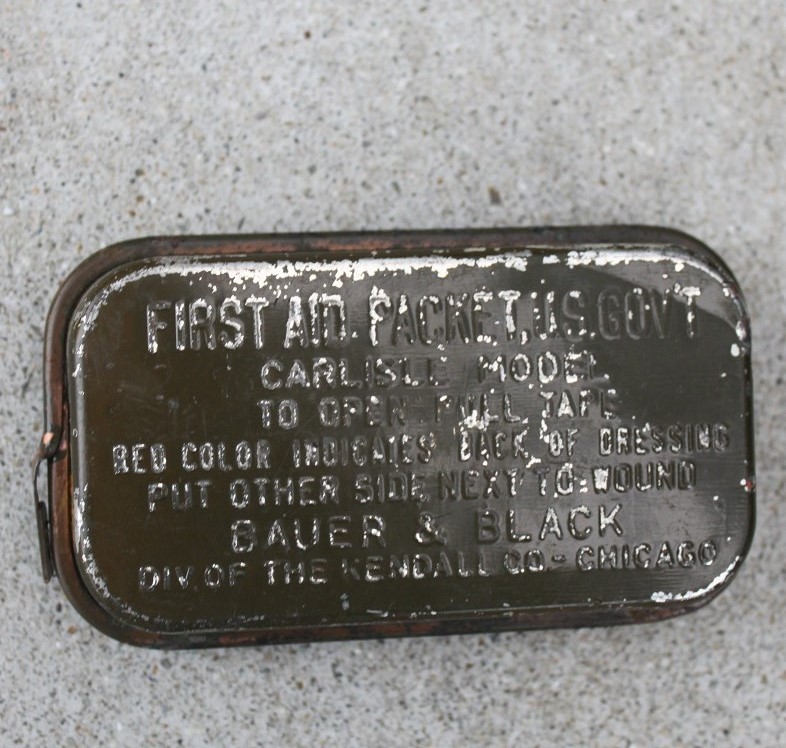 FIRST AID PACKET, U.S. GOV'T
CARLISLE MODEL
TO OPEN PULL TAPE
RED COLOR INDICATES BACK OF DRESSING
PUT OTHER SIDE NEXT TO WOUND
BAUER & BLACK
DIV. OF THE KENDALL CO. - CHICAGO